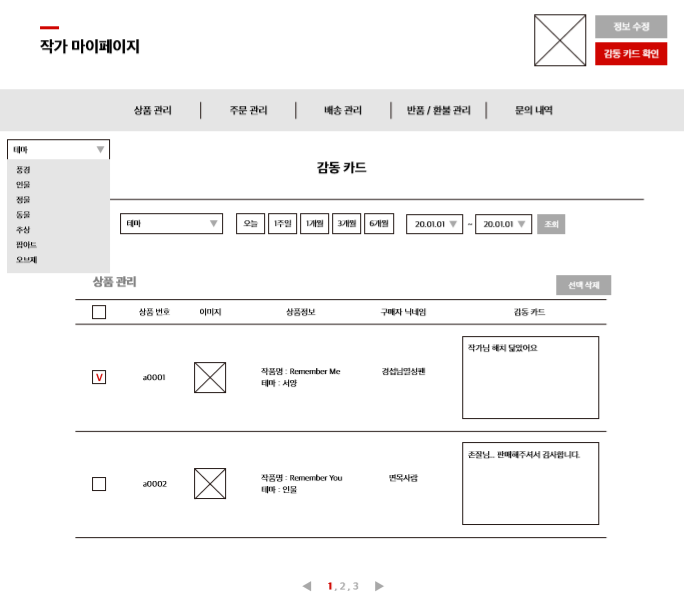 정보 수정
작가 마이페이지
감동 카드 확인
상품 관리 주문 관리 배송 관리 반품 / 환불 관리 문의 내역
테마
풍경
인물
정물
동물
추상
팝아트
오브제
감동 카드
테마 오늘 1주일 1개월 3개월 6개월 20.01.01 ~ 20.01.01 조회
상품 관리
선택 삭제
상품 번호 이미지 상품정보 구매자 닉네임 감동 카드
작가님 해치 닮았어요
V a0001 작품명 : Remember Me 경섭님열성팬
테마 : 서양
존잘님... 판매해주셔서 감사합니다.
a0002 작품명 : Remember You 면목사람
테마 : 인물
1 , 2 , 3